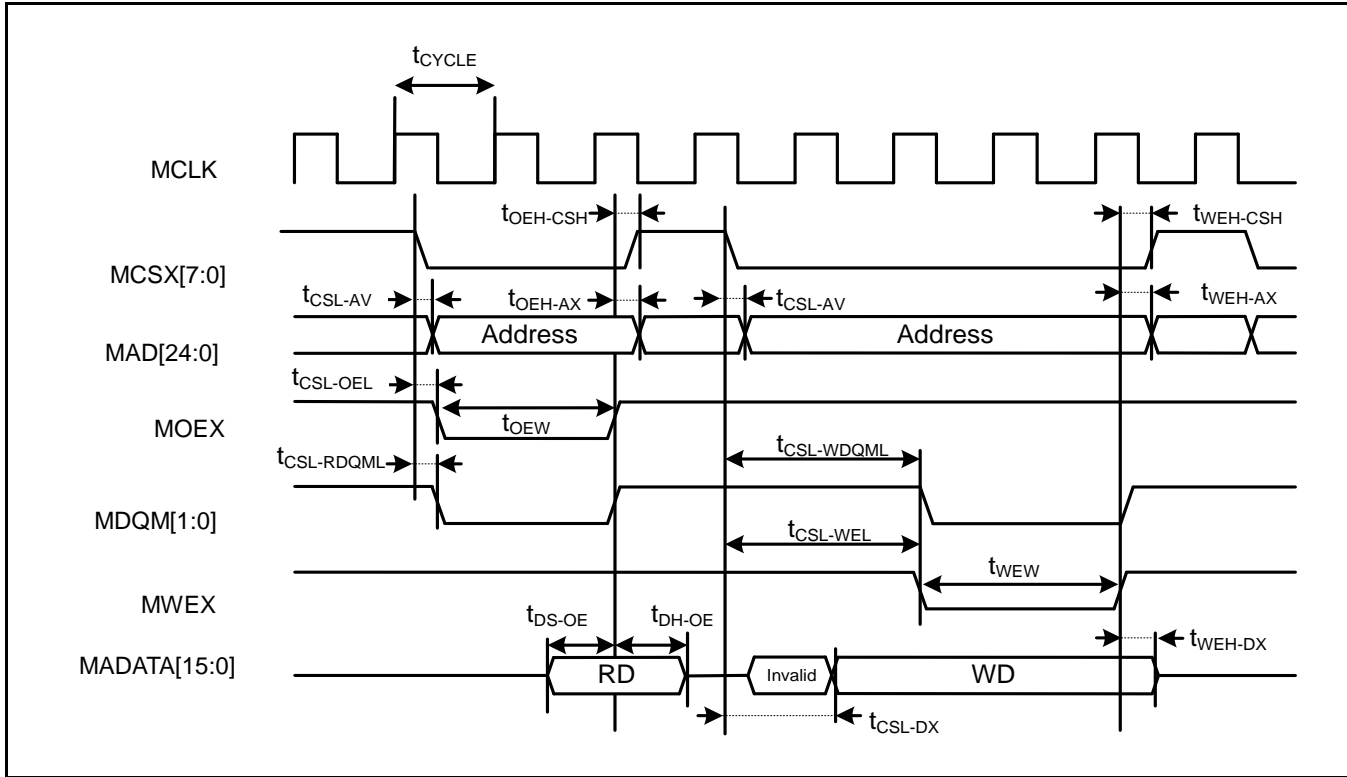 tCYCLE
MCLK
tOEH-CSH
tWEH-CSH
MCSX[7:0]
tCSL-AV
tOEH-AX
tCSL-AV
tWEH-AX
MAD[24:0]
Address
Address
tCSL-OEL
MOEX
tOEW
tCSL-RDQML
tCSL-WDQML
MDQM[1:0]
tCSL-WEL
MWEX
tWEW
tDS-OE
tDH-OE
tWEH-DX
MADATA[15:0]
RD
Invalid
WD
tCSL-DX